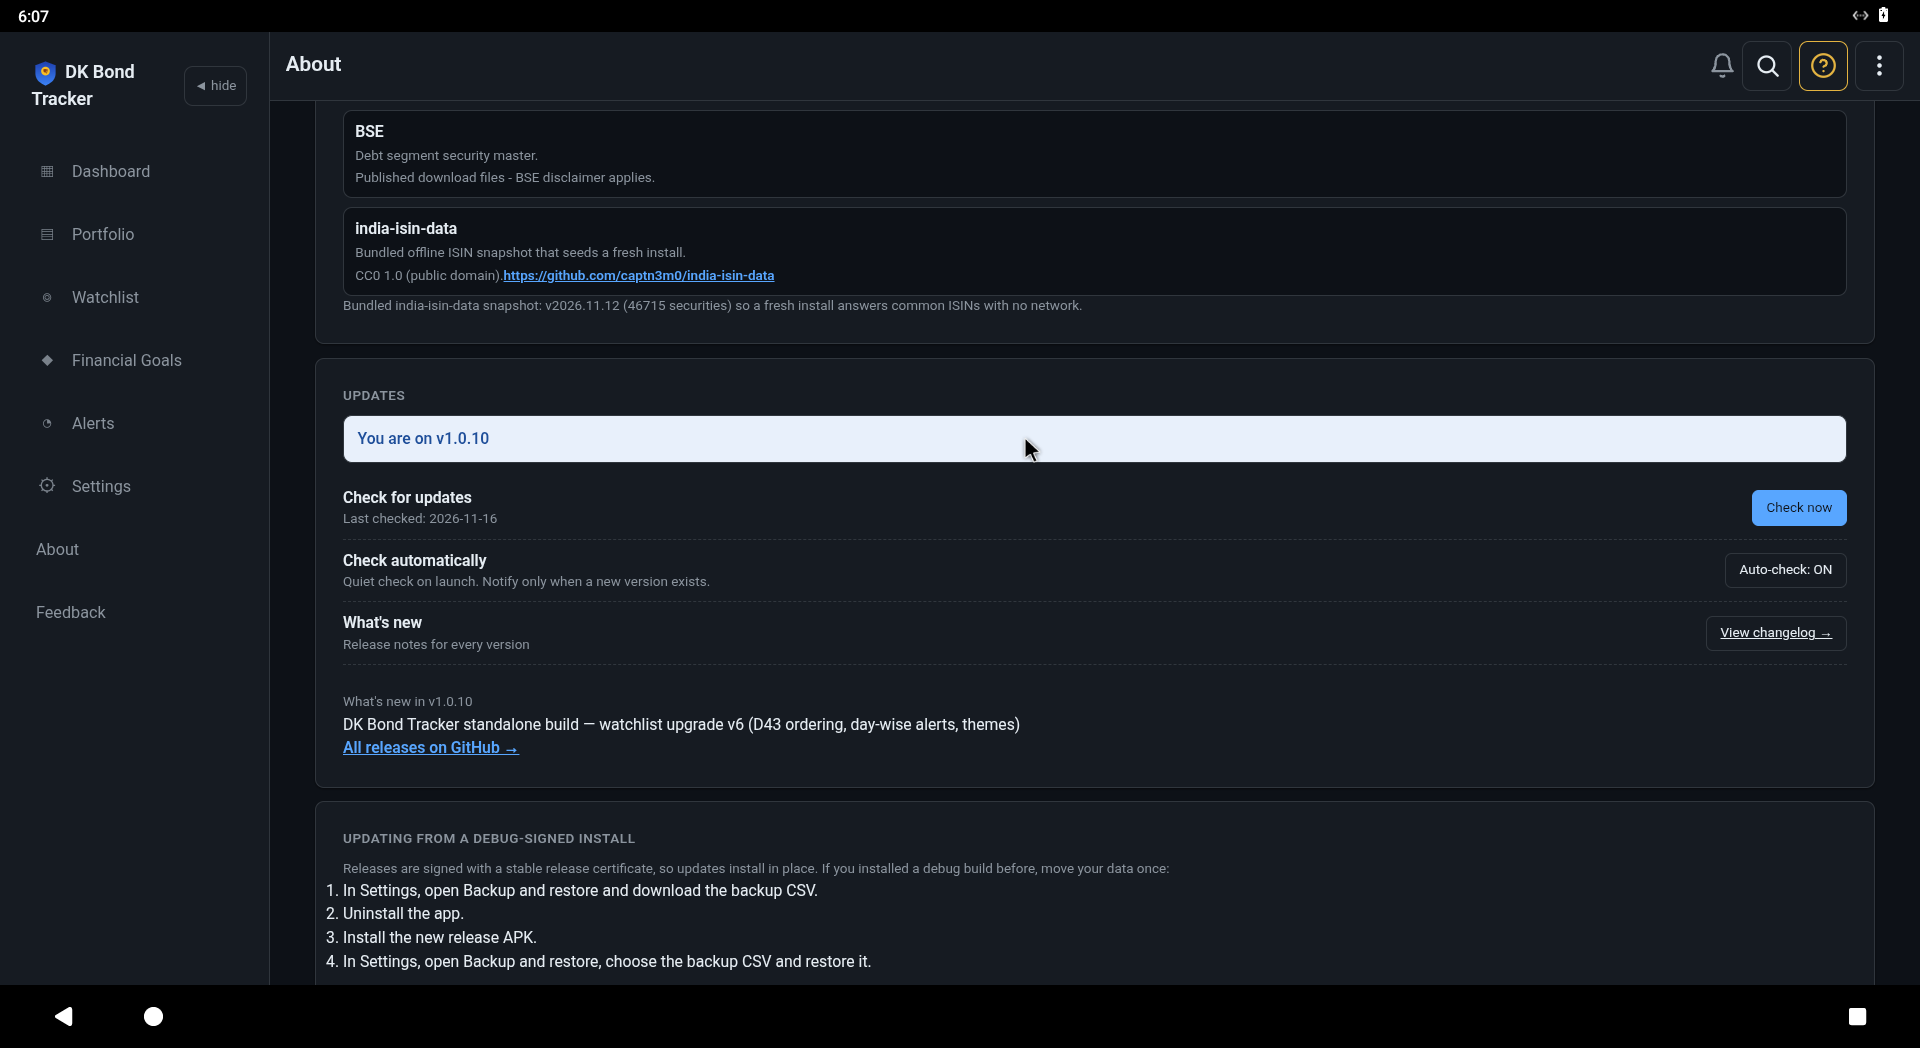 6:07
DK Bond
Tracker
◄ hide
About
Dashboard
Portfolio
Watchlist
Financial Goals
Alerts
Settings
About
Feedback
BSE
Debt segment security master.
Published download files - BSE disclaimer applies.
india-isin-data
Bundled offline ISIN snapshot that seeds a fresh install.
CC0 1.0 (public domain).https://github.com/captn3m0/india-isin-data
Bundled india-isin-data snapshot: v2026.11.12 (46715 securities) so a fresh install answers common ISINs with no network.
UPDATES
You are on v1.0.10
Check for updates
Last checked: 2026-11-16
Check now
Check automatically
Quiet check on launch. Notify only when a new version exists.
Auto-check: ON
What's new
Release notes for every version
View changelog →
What's new in v1.0.10
DK Bond Tracker standalone build — watchlist upgrade v6 (D43 ordering, day-wise alerts, themes)
All releases on GitHub →
UPDATING FROM A DEBUG-SIGNED INSTALL
Releases are signed with a stable release certificate, so updates install in place. If you installed a debug build before, move your data once:
1. In Settings, open Backup and restore and download the backup CSV.
2. Uninstall the app.
3. Install the new release APK.
4. In Settings, open Backup and restore, choose the backup CSV and restore it.